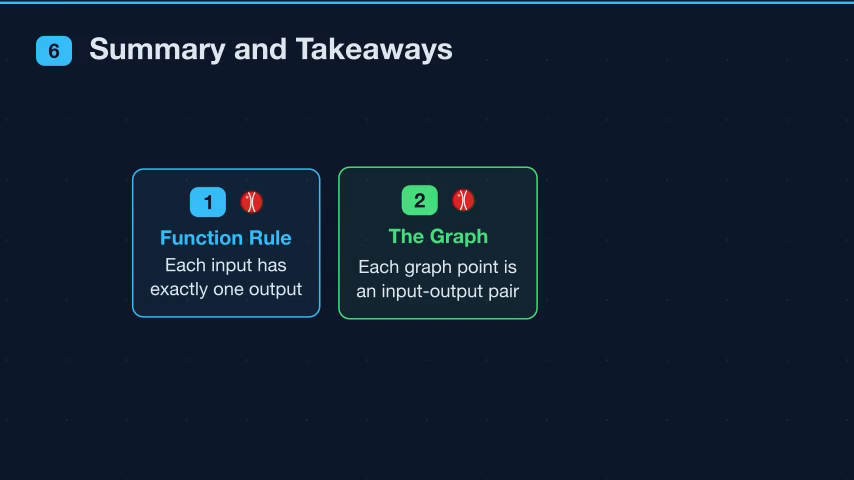 6 Summary and Takeaways
1
Function Rule
Each input has
exactly one output
2
The Graph
Each graph point is
an input-output pair